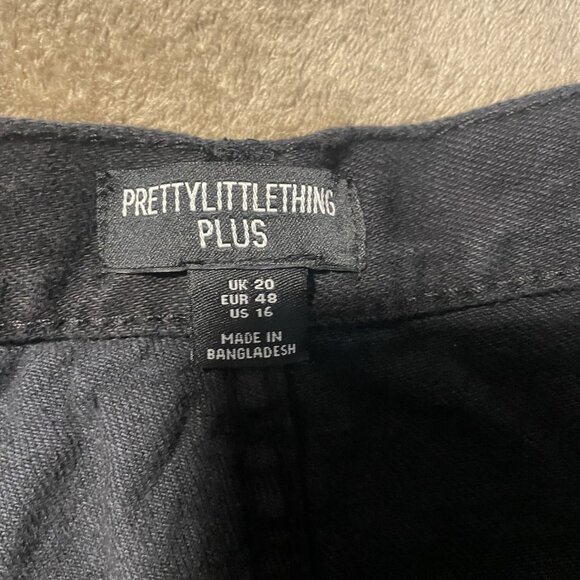 PRETTYLITTLETHING
PLUS
UK 20
EUR 48
US 16
MADE IN
BANGLADESH